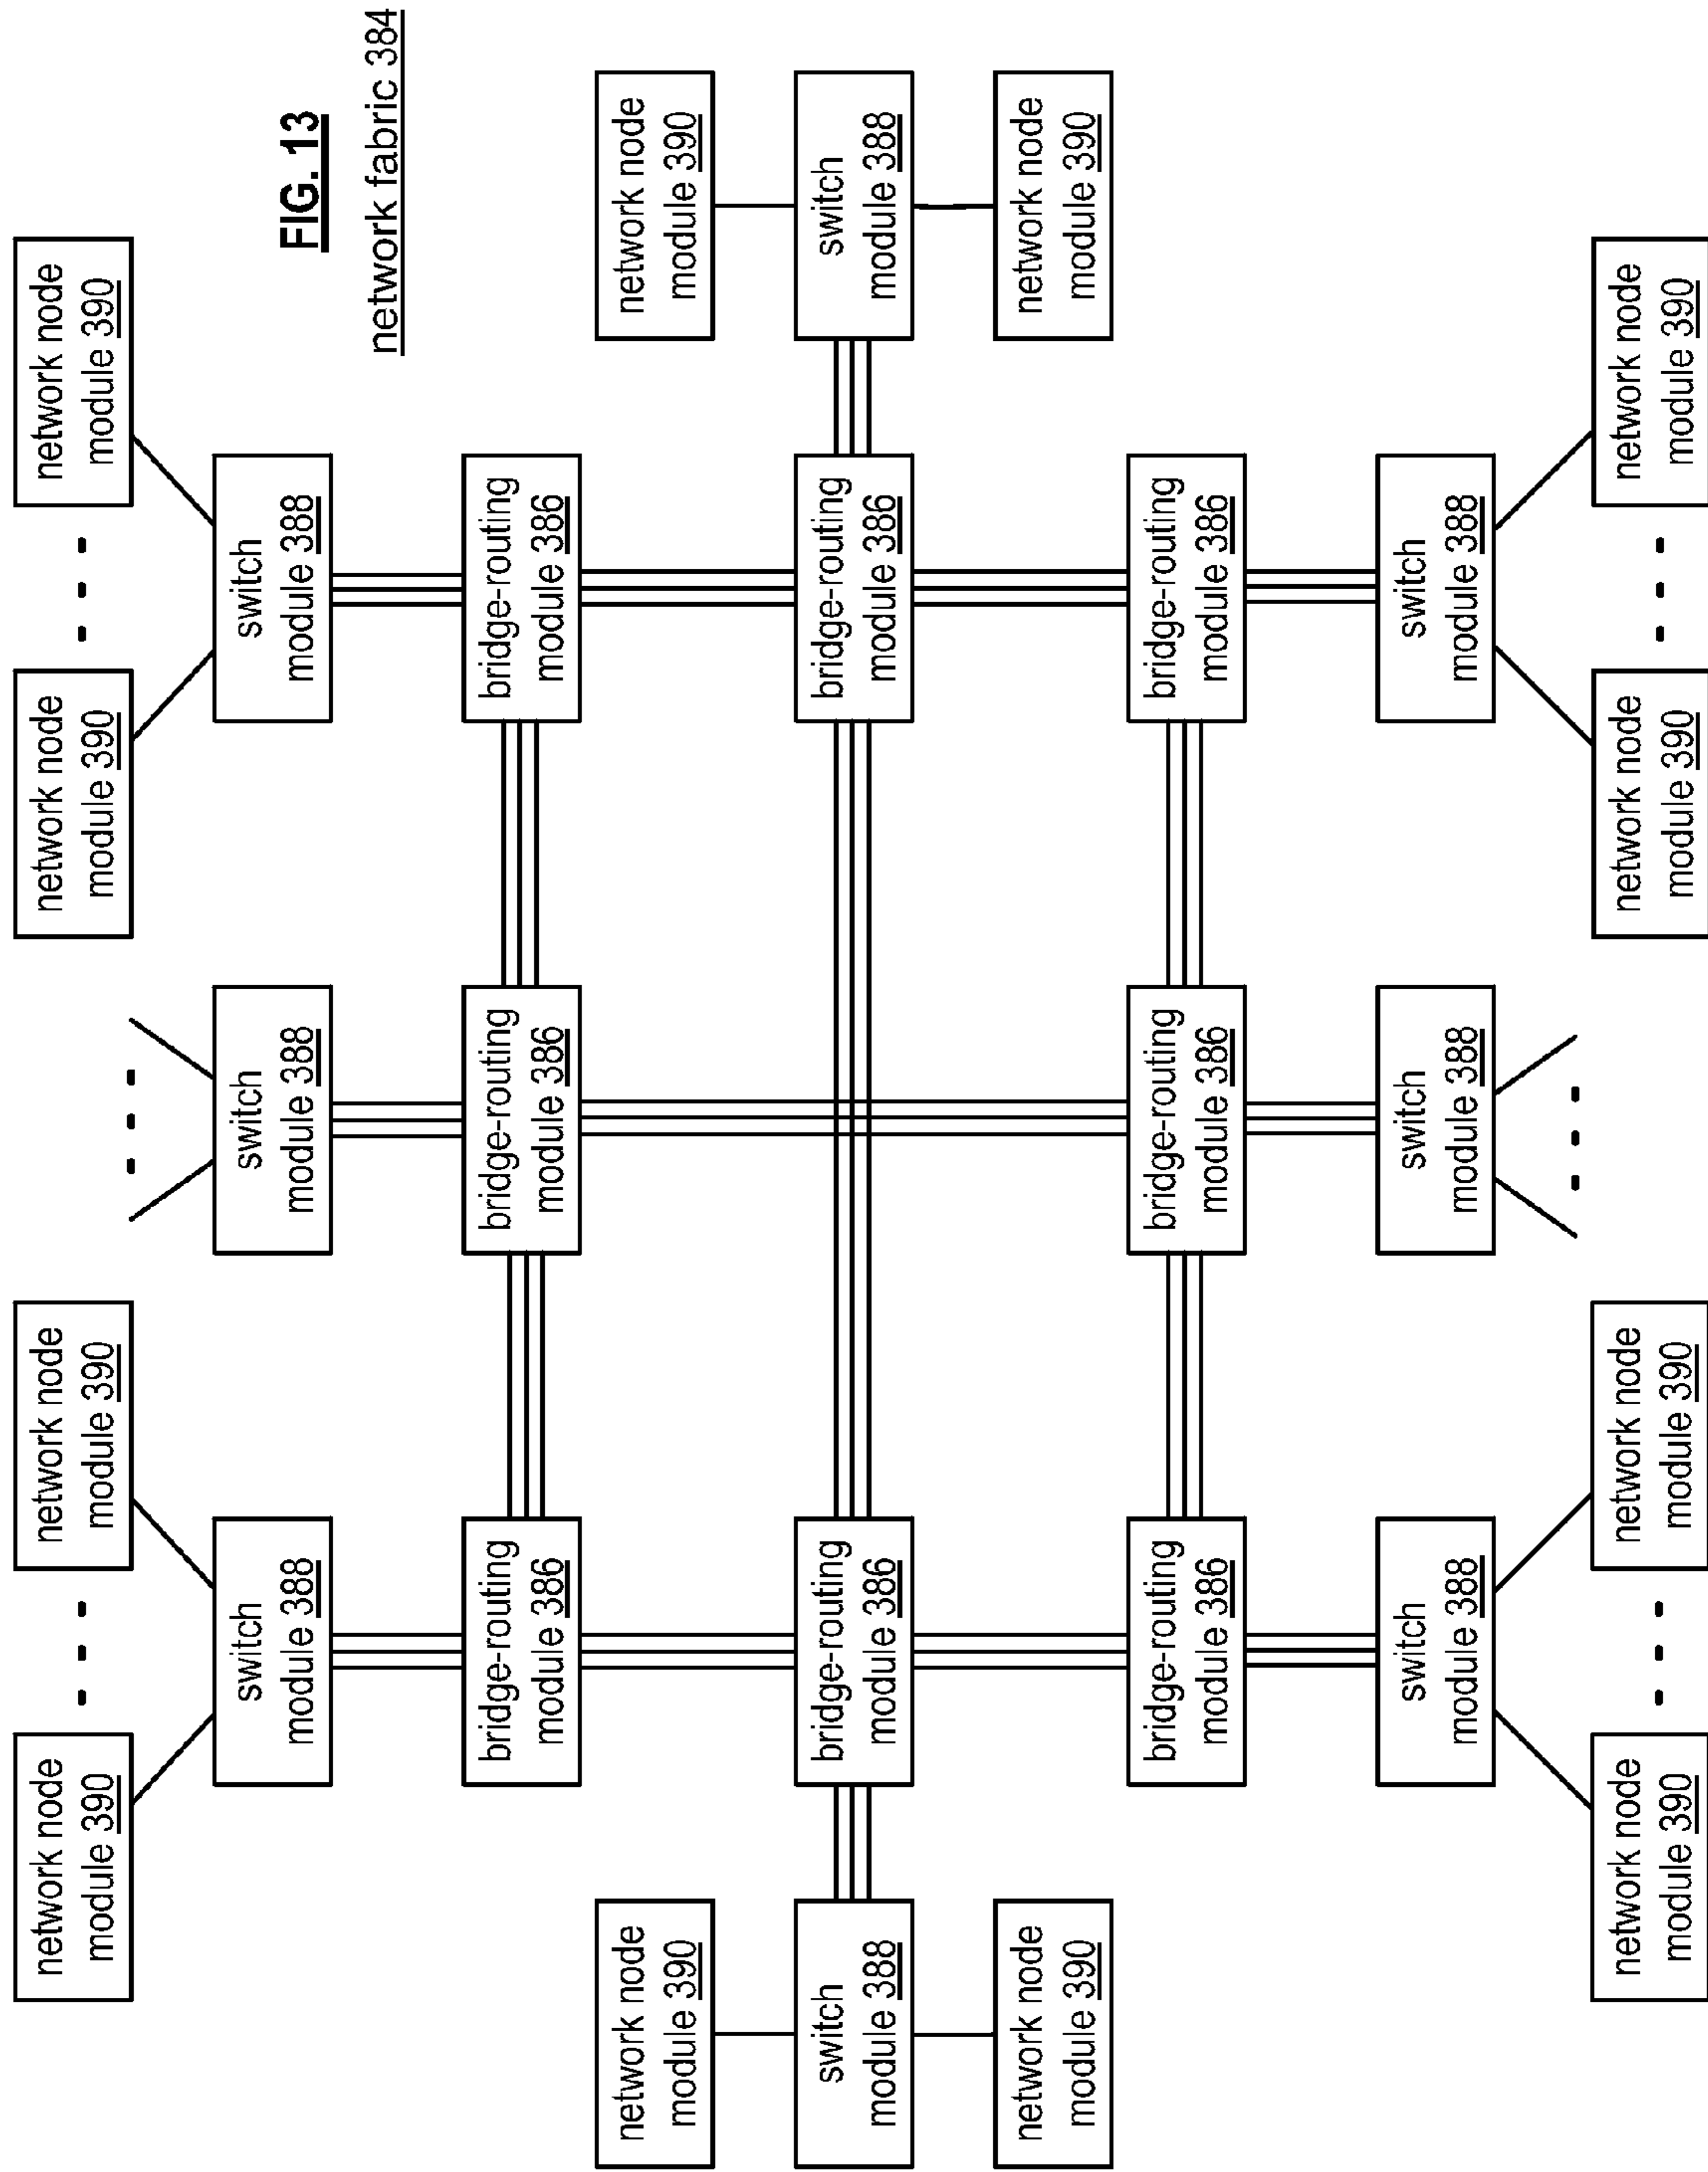 network node
module 390
network node
module 390
network node
module 390
network node
module 390
switch
module 388
switch
module 388
switch
module 388
FIG. 13
network fabric 384
bridge-routing
module 386
bridge-routing
module 386
bridge-routing
module 386
network node
module 390
network node
module 390
switch
module 388
bridge-routing
module 386
bridge-routing
module 386
switch
module 388
network node
module 390
network node
module 390
bridge-routing
module 386
bridge-routing
module 386
bridge-routing
module 386
switch
module 388
switch
module 388
switch
module 388
network node
module 390
network node
module 390
network node
module 390
network node
module 390